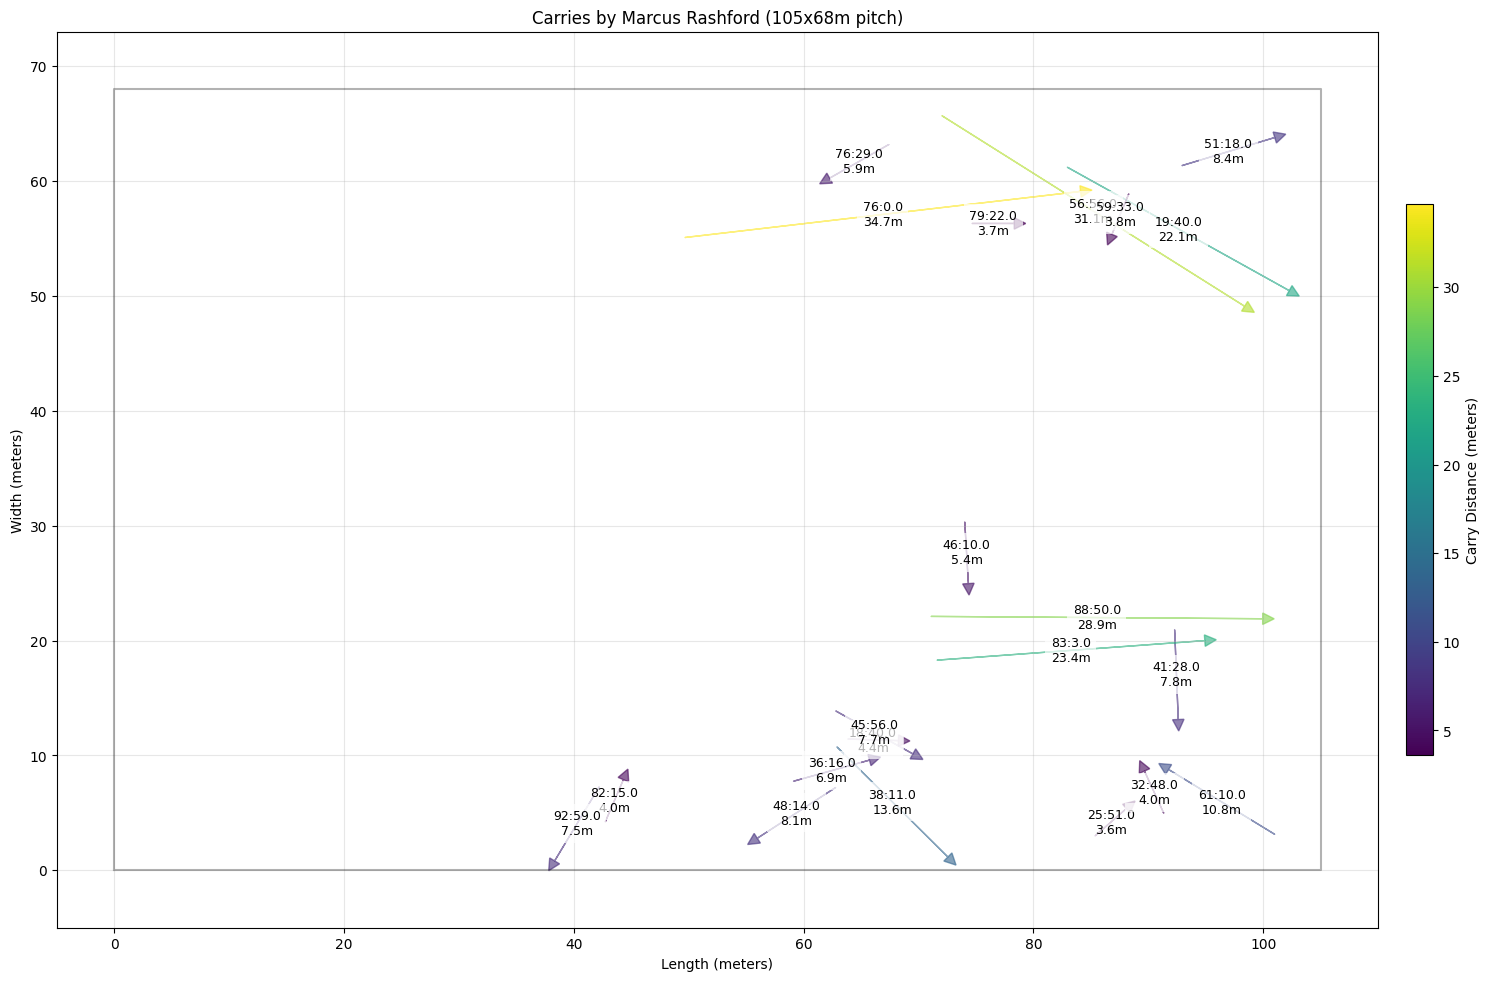 Carries by Marcus Rashford (105x68m pitch)
70
60
50
40
30
20
10
0
Width (meters)
76:29.0
5.9m
51:18.0
8.4m
76:0.0
34.7m
79:22.0
3.7m
31.1m
59:33.0
3.8m
19:40.0
22.1m
46:10.0
5.4m
88:50.0
28.9m
83:3.0
23.4m
41:28.0
7.8m
45:56.0
7.7m
4.4m
36:16.0
6.9m
38:11.0
13.6m
48:14.0
8.1m
82:15.0
4.0m
92:59.0
7.5m
32:48.0
4.0m
61:10.0
10.8m
25:51.0
3.6m
0
20
40
60
80
100
Length (meters)
30
25
20
15
10
5
Carry Distance (meters)